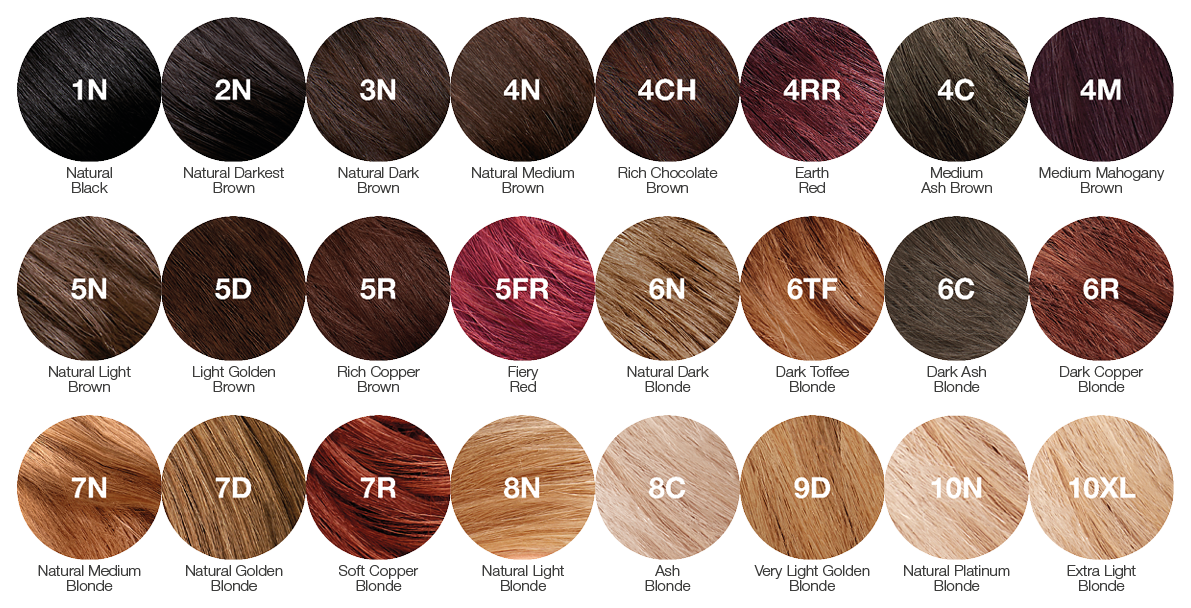 1N 2N 3N 4N 4CH 4RR 4C 4M
Natural Natural Darkest Natural Dark Natural Medium Rich Chocolate Earth Medium Medium Mahogany
Black Brown Brown Brown Brown Red Ash Brown Brown
5N 5D 5R 5FR 6N 6TF 6C 6R
Natural Light Light Golden Rich Copper Fiery Natural Dark Dark Toffee Dark Ash Dark Copper
Brown Brown Brown Red Blonde Blonde Blonde Blonde
7N 7D 7R 8N 8C 9D 10N 10XL
Natural Medium Natural Golden Soft Copper Natural Light Ash Very Light Golden Natural Platinum Extra Light
Blonde Blonde Blonde Blonde Blonde Blonde Blonde Blonde